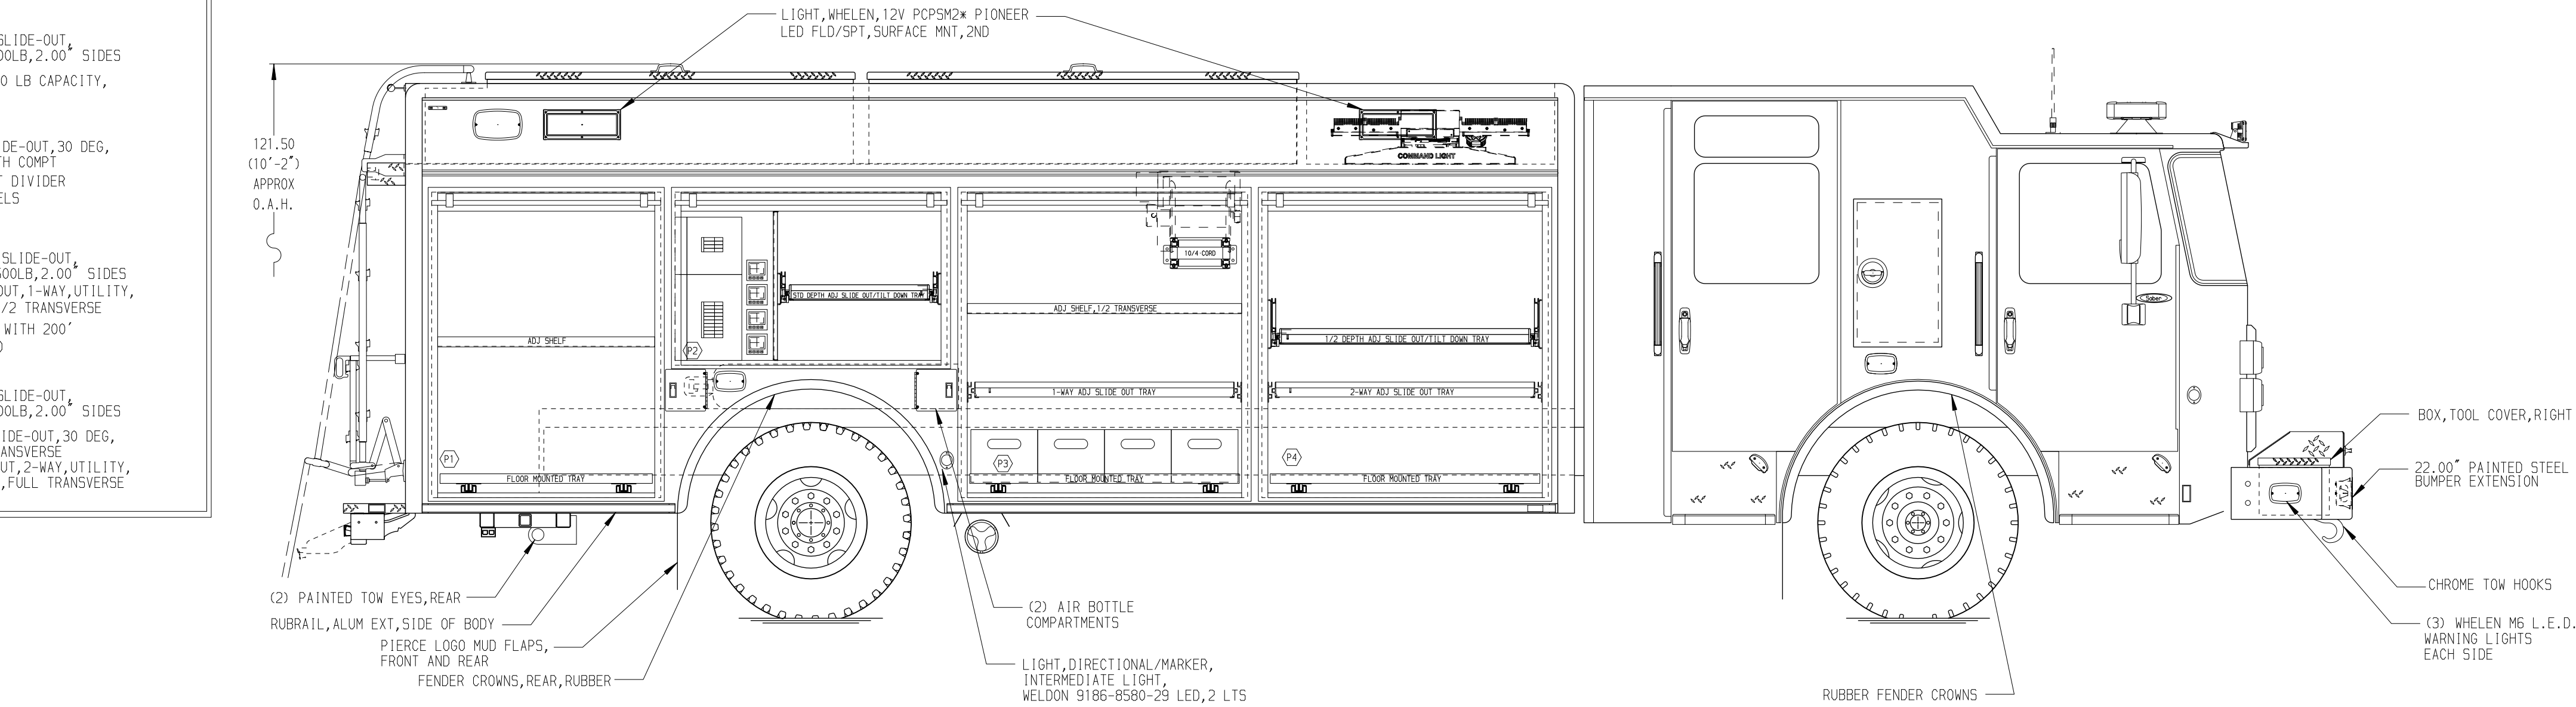 SLIDE-OUT,
00LB,2.00" SIDES
0 LB CAPACITY,
DE-OUT,30 DEG,
TH COMPT
T DIVIDER
ELS
SLIDE-OUT,
500LB,2.00" SIDES
OUT,1-WAY,UTILITY,
/2 TRANSVERSE
WITH 200'
SLIDE-OUT,
00LB,2.00" SIDES
IDE-OUT,30 DEG,
RANSVERSE
UT,2-WAY,UTILITY,
,FULL TRANSVERSE
LIGHT,WHELEN,12V PCPSM2* PIONEER
LED FLD/SPT,SURFACE MNT,2ND
121.50
(10'-2")
APPROX
O.A.H.
COMMAND LIGHT
10/4 CORD
STD DEPTH ADJ SLIDE OUT/TILT DOWN TRAY
ADJ SHELF,1/2 TRANSVERSE
ADJ SHELF
P2
1/2 DEPTH ADJ SLIDE OUT/TILT DOWN TRAY
1-WAY ADJ SLIDE OUT TRAY
2-WAY ADJ SLIDE OUT TRAY
P1
P3
P4
FLOOR MOUNTED TRAY
FLOOR MOUNTED TRAY
FLOOR MOUNTED TRAY
Saber
BOX,TOOL COVER,RIGHT
22.00" PAINTED STEEL
BUMPER EXTENSION
CHROME TOW HOOKS
(3) WHELEN M6 L.E.D.
WARNING LIGHTS
EACH SIDE
(2) PAINTED TOW EYES,REAR
RUBRAIL,ALUM EXT,SIDE OF BODY
PIERCE LOGO MUD FLAPS,
FRONT AND REAR
FENDER CROWNS,REAR,RUBBER
(2) AIR BOTTLE
COMPARTMENTS
LIGHT,DIRECTIONAL/MARKER,
INTERMEDIATE LIGHT,
WELDON 9186-8580-29 LED,2 LTS
RUBBER FENDER CROWNS